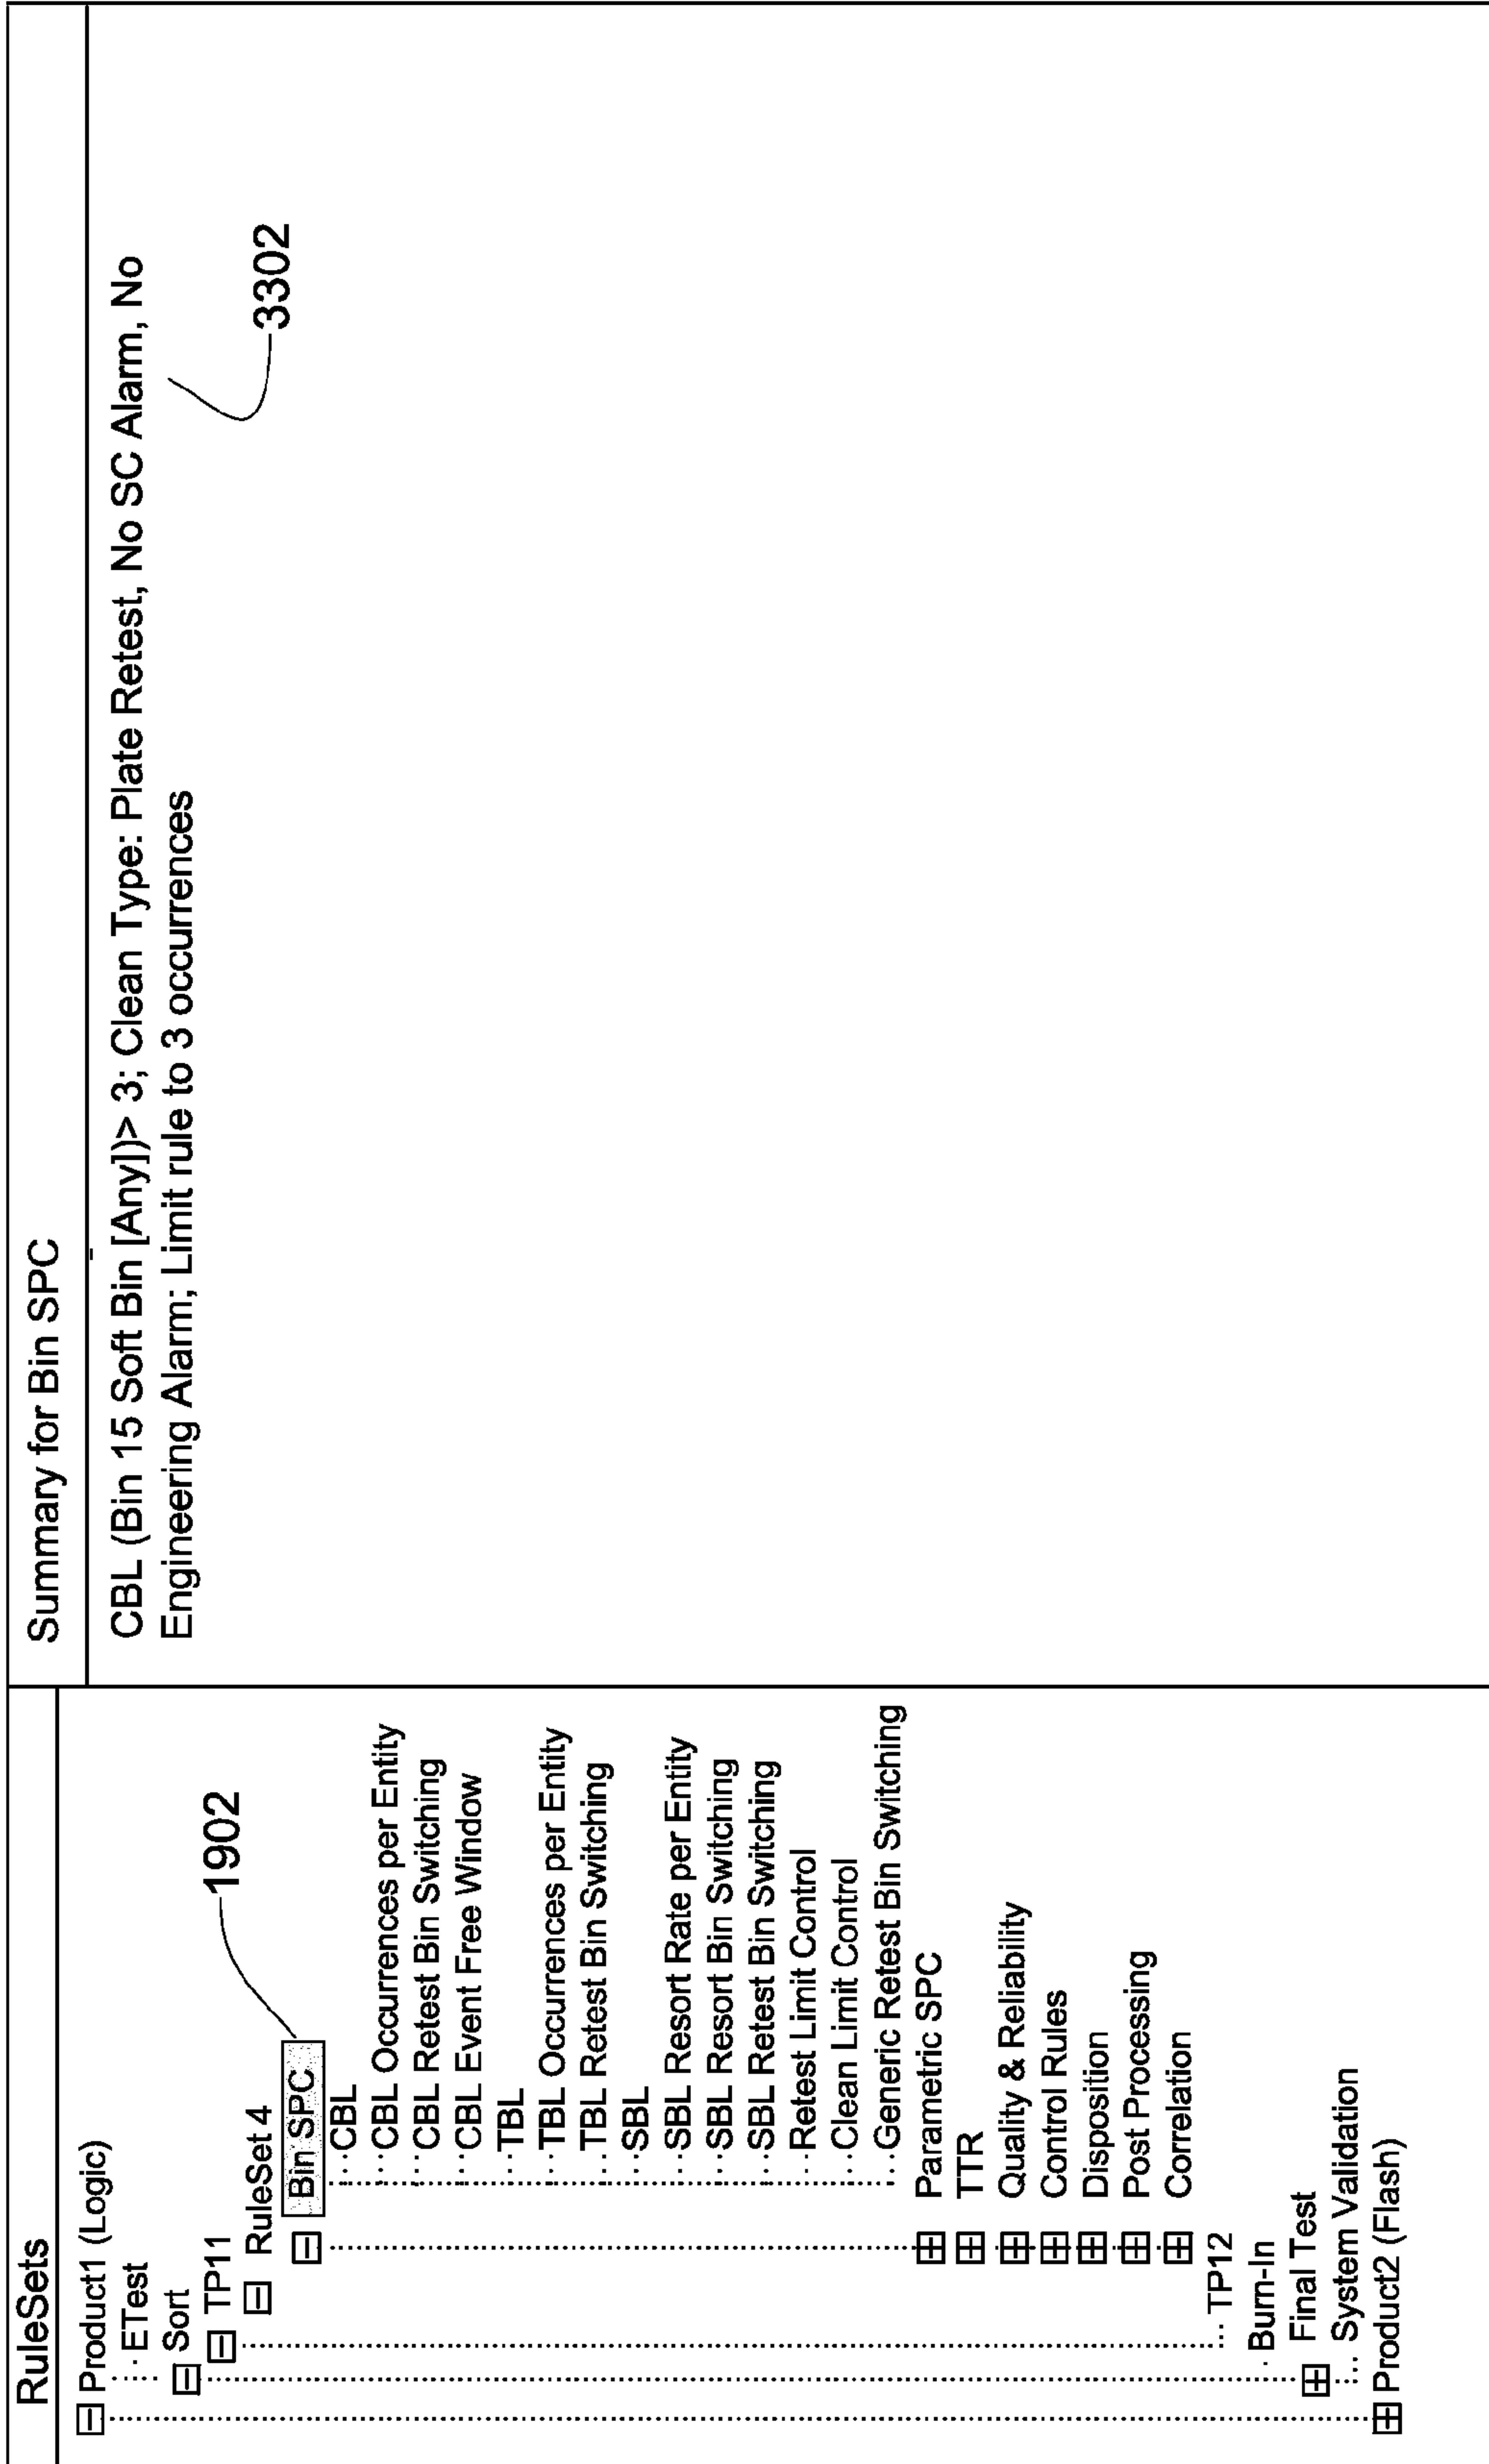 RuleSets
Product1 (Logic)
ETest
Sort
TP11
RuleSet 4
1902
Bin SPC
CBL
CBL Occurrences per Entity
CBL Retest Bin Switching
CBL Event Free Window
TBL
TBL Occurrences per Entity
TBL Retest Bin Switching
SBL
SBL Resort Rate per Entity
SBL Resort Bin Switching
SBL Retest Bin Switching
Retest Limit Control
Clean Limit Control
Generic Retest Bin Switching
Parametric SPC
TTR
Quality & Reliability
Control Rules
Disposition
Post Processing
Correlation
TP12
Burn-In
Final Test
System Validation
Product2 (Flash)
Summary for Bin SPC
CBL (Bin 15 Soft Bin [Any])> 3; Clean Type: Plate Retest, No SC Alarm, No
Engineering Alarm; Limit rule to 3 occurrences
3302